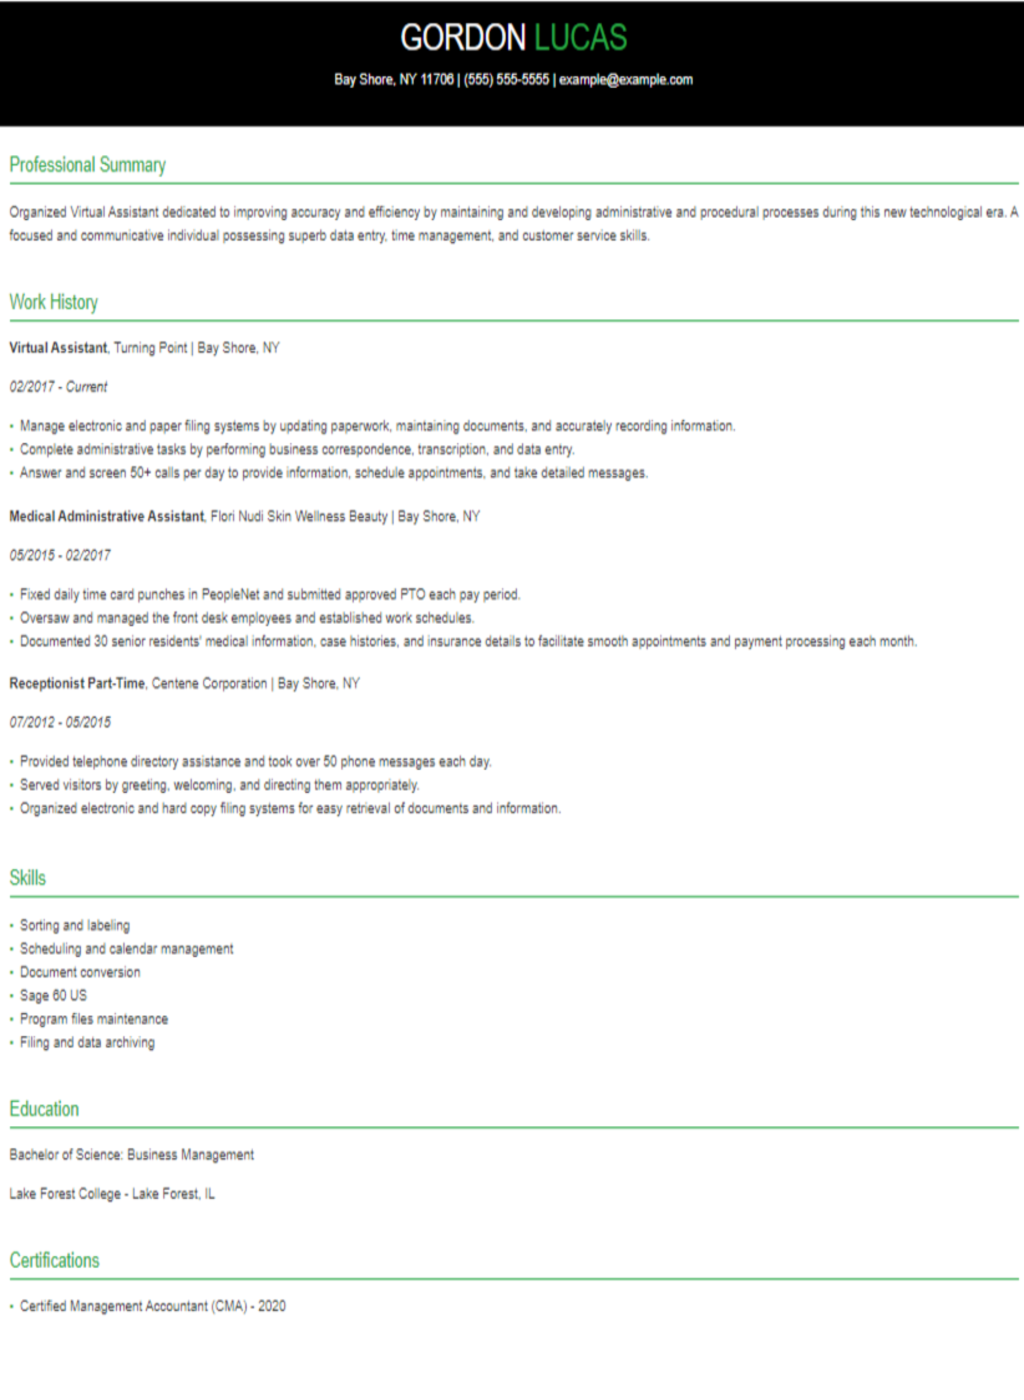 GORDON LUCAS
Bay Shore, NY 11706 | (555) 555-5555 | example@example.com
Professional Summary
Organized Virtual Assistant dedicated to improving accuracy and efficiency by maintaining and developing administrative and procedural processes during this new technological era. A
focused and communicative individual possessing superb data entry, time management, and customer service skills.
Work History
Virtual Assistant, Turning Point | Bay Shore, NY
02/2017 - Current
• Manage electronic and paper filing systems by updating paperwork, maintaining documents, and accurately recording information.
• Complete administrative tasks by performing business correspondence, transcription, and data entry.
• Answer and screen 50+ calls per day to provide information, schedule appointments, and take detailed messages.
Medical Administrative Assistant, Flori Nudi Skin Wellness Beauty | Bay Shore, NY
05/2015 - 02/2017
• Fixed daily time card punches in PeopleNet and submitted approved PTO each pay period.
• Oversaw and managed the front desk employees and established work schedules.
• Documented 30 senior residents' medical information, case histories, and insurance details to facilitate smooth appointments and payment processing each month.
Receptionist Part-Time, Centene Corporation | Bay Shore, NY
07/2012 - 05/2015
• Provided telephone directory assistance and took over 50 phone messages each day.
• Served visitors by greeting, welcoming, and directing them appropriately.
• Organized electronic and hard copy filing systems for easy retrieval of documents and information.
Skills
• Sorting and labeling
• Scheduling and calendar management
• Document conversion
• Sage 60 US
• Program files maintenance
• Filing and data archiving
Education
Bachelor of Science: Business Management
Lake Forest College - Lake Forest, IL
Certifications
• Certified Management Accountant (CMA) - 2020